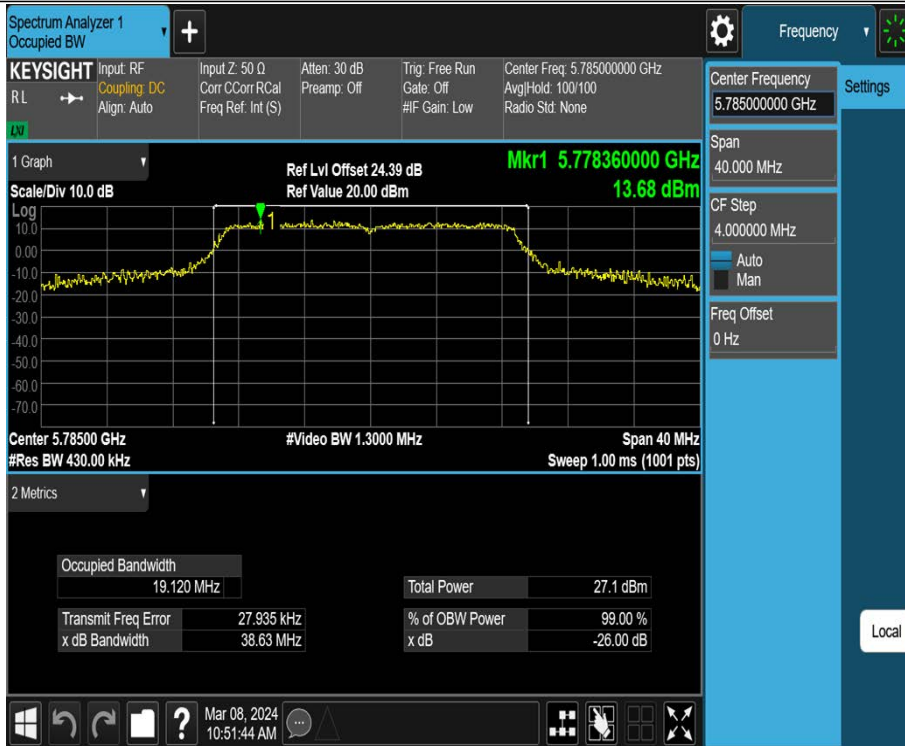 Spectrum Analyzer 1
Occupied BW
+
Frequency
KEYSIGHT
RL
LXI
Input: RF
Coupling: DC
Align: Auto
Input Z: 50 Ω
Corr CCorr RCal
Freq Ref: Int (S)
Atten: 30 dB
Preamp: Off
Trig: Free Run
Gate: Off
#IF Gain: Low
Center Freq: 5.785000000 GHz
Avg|Hold: 100/100
Radio Std: None
Center Frequency
5.785000000 GHz
Settings
Span
40.000 MHz
CF Step
4.000000 MHz
Auto
Man
Freq Offset
0 Hz
Local
1 Graph
Scale/Div 10.0 dB
Ref Lvl Offset 24.39 dB
Ref Value 20.00 dBm
Mkr1 5.778360000 GHz
13.68 dBm
Log
10.0
0.00
-10.0
-20.0
-30.0
-40.0
-50.0
-60.0
-70.0
1
Center 5.78500 GHz
#Res BW 430.00 kHz
#Video BW 1.3000 MHz
Span 40 MHz
Sweep 1.00 ms (1001 pts)
2 Metrics
Occupied Bandwidth
19.120 MHz
Transmit Freq Error 27.935 kHz
x dB Bandwidth 38.63 MHz
Total Power 27.1 dBm
% of OBW Power 99.00 %
x dB -26.00 dB
?
Mar 08, 2024
10:51:44 AM